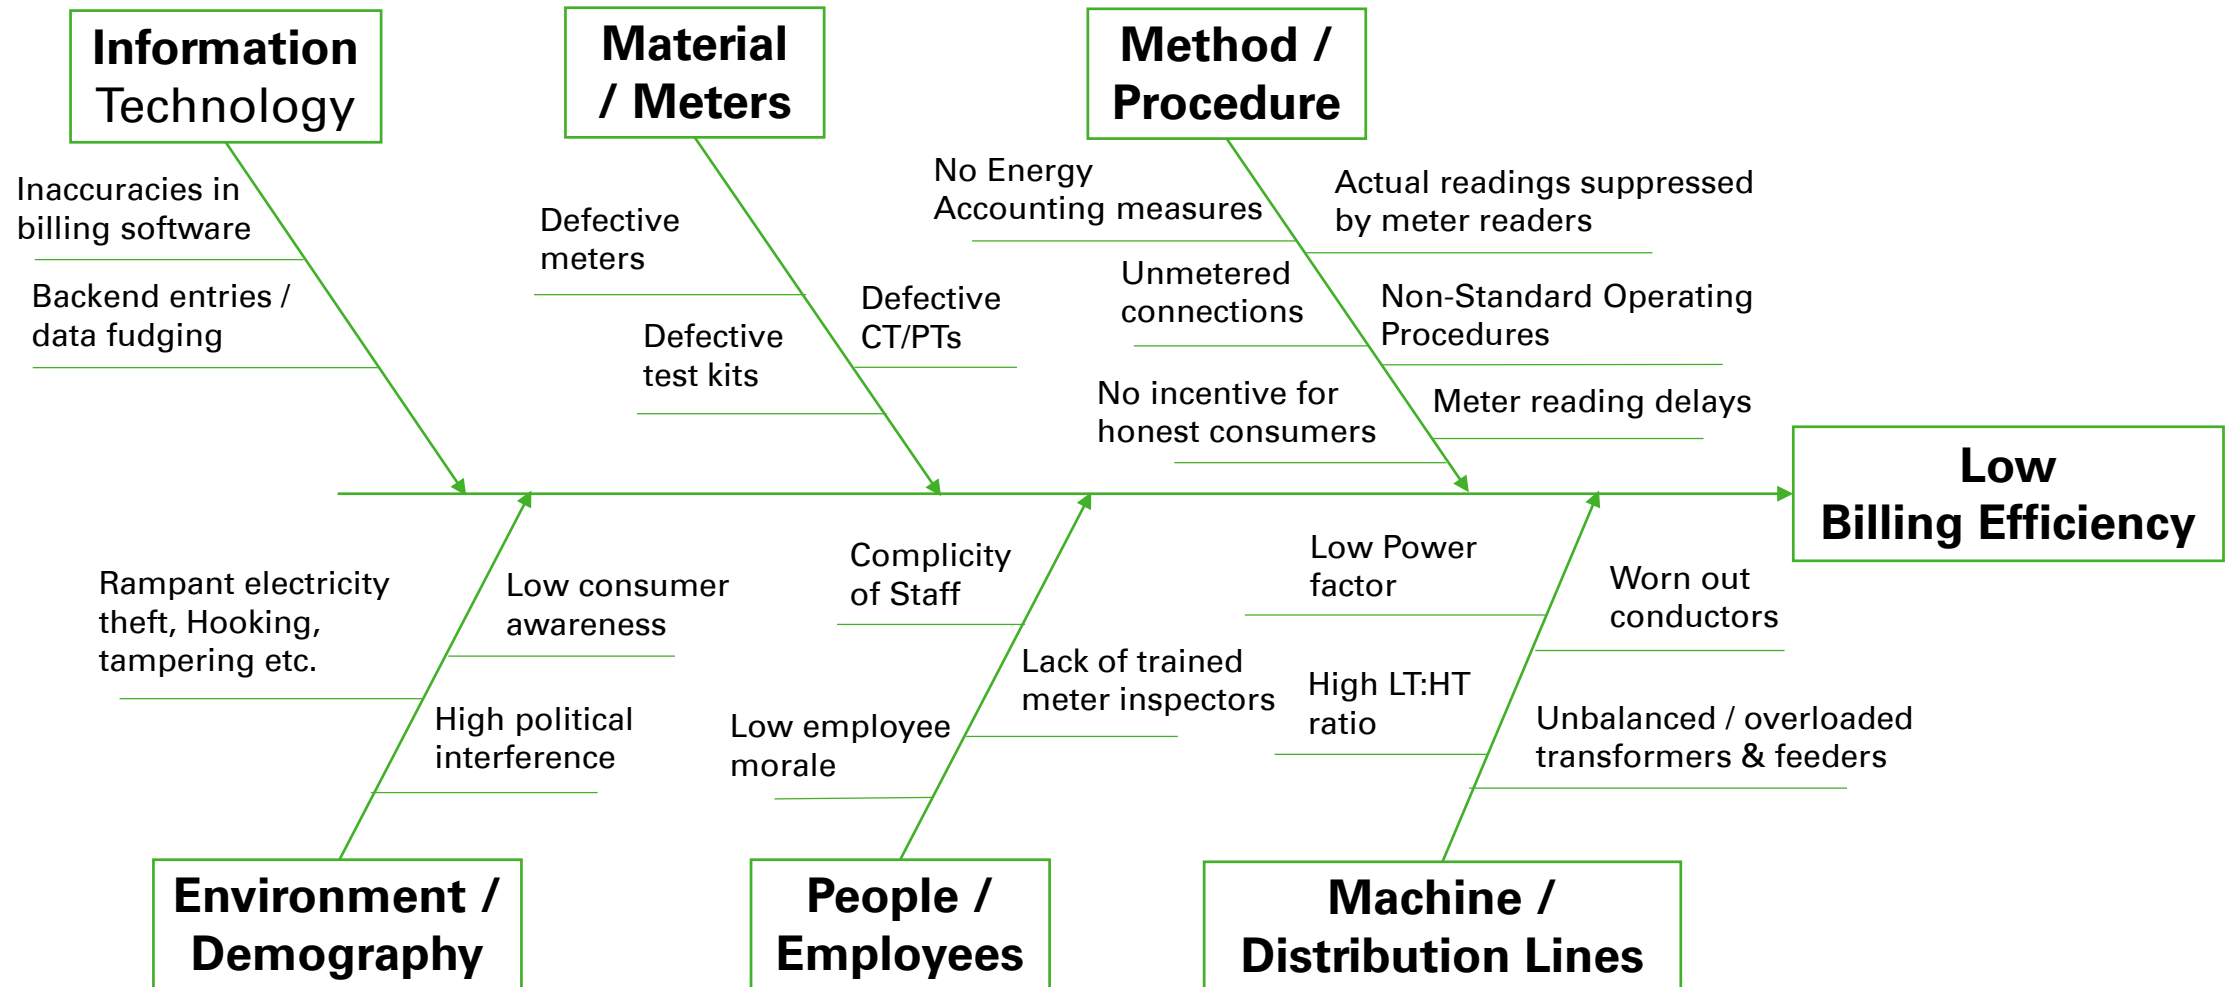 Information
Technology
Material
/ Meters
Method /
Procedure
Inaccuracies in
billing software
Backend entries /
data fudging
Defective
meters
Defective
test kits
Defective
CT/PTs
No Energy
Accounting measures
Unmetered
connections
No incentive for
honest consumers
Actual readings suppressed
by meter readers
Non-Standard Operating
Procedures
Meter reading delays
Low
Billing Efficiency
Rampant electricity
theft, Hooking,
tampering etc.
Low consumer
awareness
High political
interference
Complicity
of Staff
Low employee
morale
Lack of trained
meter inspectors
Low Power
factor
High LT:HT
ratio
Worn out
conductors
Unbalanced / overloaded
transformers & feeders
Environment /
Demography
People /
Employees
Machine /
Distribution Lines